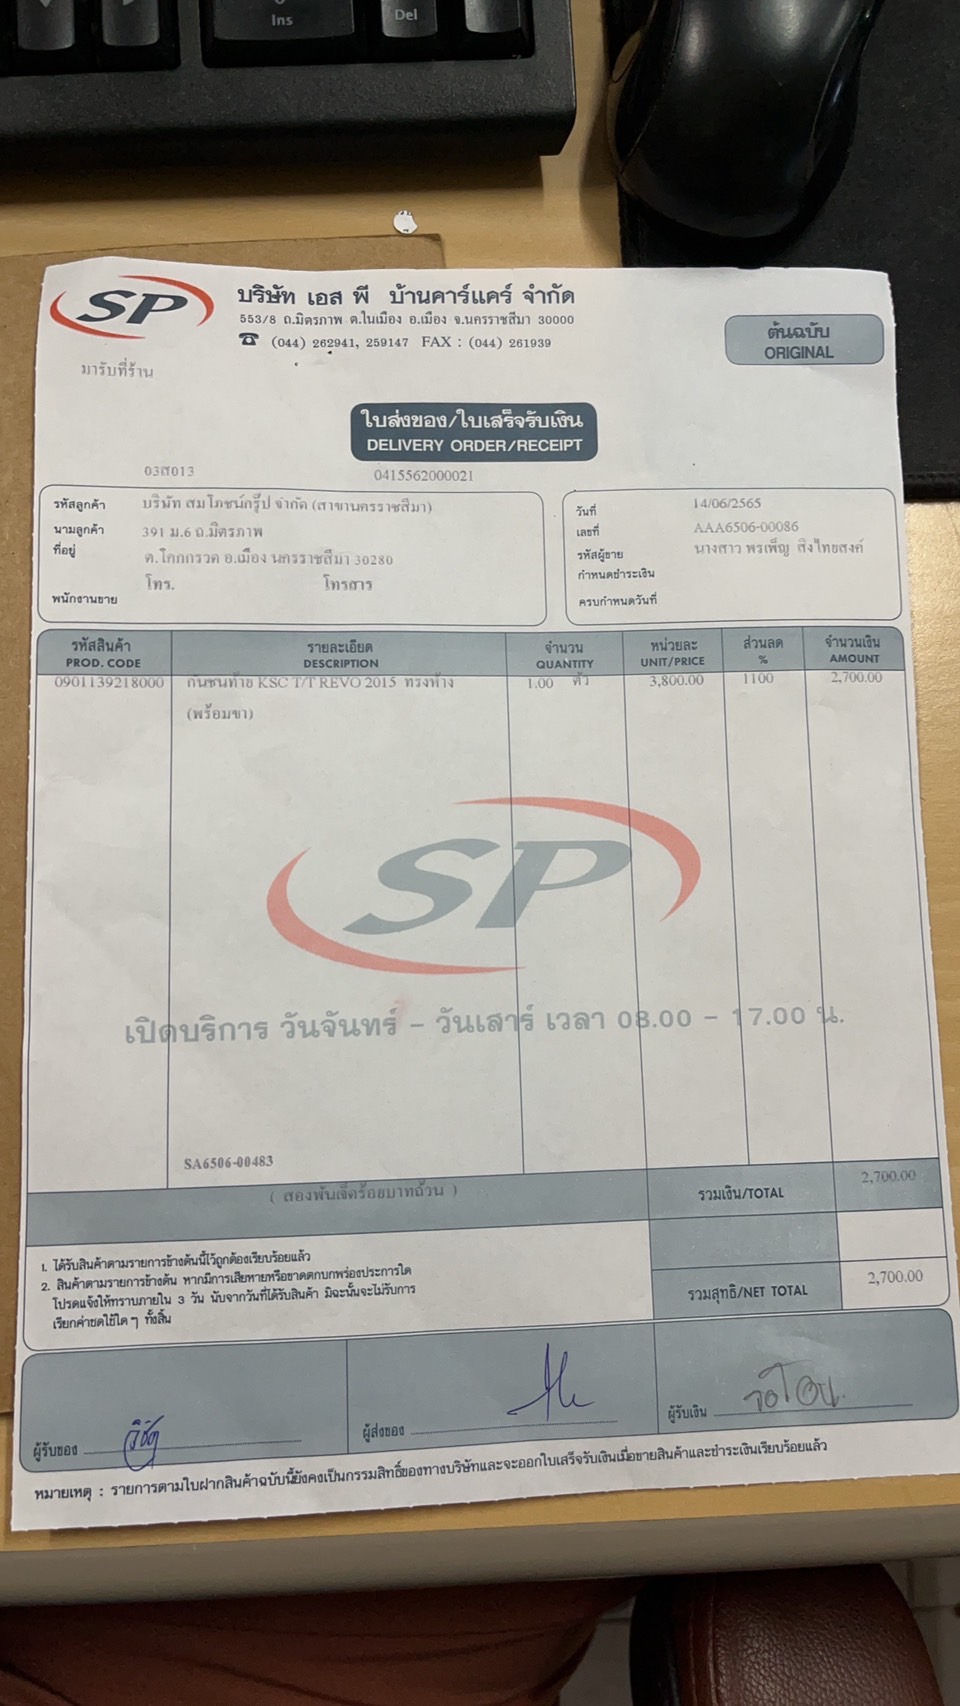 Ins
Del
SP
บริษัท เอส พี บ้านคาร์แคร์ จำกัด
553/8 ถ.มิตรภาพ ต.ในเมือง อ.เมือง จ.นครราชสีมา 30000
☎ (044) 262941, 259147 FAX : (044) 261939
ต้นฉบับ
ORIGINAL
มารับที่ร้าน
ใบส่งของ/ใบเสร็จรับเงิน
DELIVERY ORDER/RECEIPT
03ส013 0415562000021
รหัสลูกค้า บริษัท สมโภชน์กรุ๊ป จำกัด (สาขานครราชสีมา)
นามลูกค้า 391 ม.6 ถ.มิตรภาพ
ที่อยู่ ต.โคกกรวด อ.เมือง นครราชสีมา 30280
โทร. โทรสาร
พนักงานขาย
วันที่ 14/06/2565
เลขที่ AAA6506-00086
รหัสผู้ขาย นางสาว พรเพ็ญ สิงไทยสงค์
กำหนดชำระเงิน
ครบกำหนดวันที่
รหัสสินค้า รายละเอียด จำนวน หน่วยละ ส่วนลด จำนวนเงิน
PROD. CODE DESCRIPTION QUANTITY UNIT/PRICE % AMOUNT
0901139218000 กันชนท้าย KSC T/T REVO 2015 ทรงห้าง 1.00 ตัว 3,800.00 1100 2,700.00
(พร้อมขา)
SP
เปิดบริการ วันจันทร์ - วันเสาร์ เวลา 08.00 - 17.00 น.
SA6506-00483
( สองพันเจ็ดร้อยบาทถ้วน ) รวมเงิน/TOTAL 2,700.00
รวมสุทธิ/NET TOTAL 2,700.00
1. ได้รับสินค้าตามรายการข้างต้นนี้ไว้ถูกต้องเรียบร้อยแล้ว
2. สินค้าตามรายการข้างต้น หากมีการเสียหายหรือขาดตกบกพร่องประการใด
โปรดแจ้งให้ทราบภายใน 3 วัน นับจากวันที่ได้รับสินค้า มิฉะนั้นจะไม่รับการ
เรียกค่าชดใช้ใด ๆ ทั้งสิ้น
ผู้รับของ ผู้ส่งของ ผู้รับเงิน
หมายเหตุ : รายการตามใบฝากสินค้าฉบับนี้ยังคงเป็นกรรมสิทธิ์ของทางบริษัทและจะออกใบเสร็จรับเงินเมื่อขายสินค้าและชำระเงินเรียบร้อยแล้ว